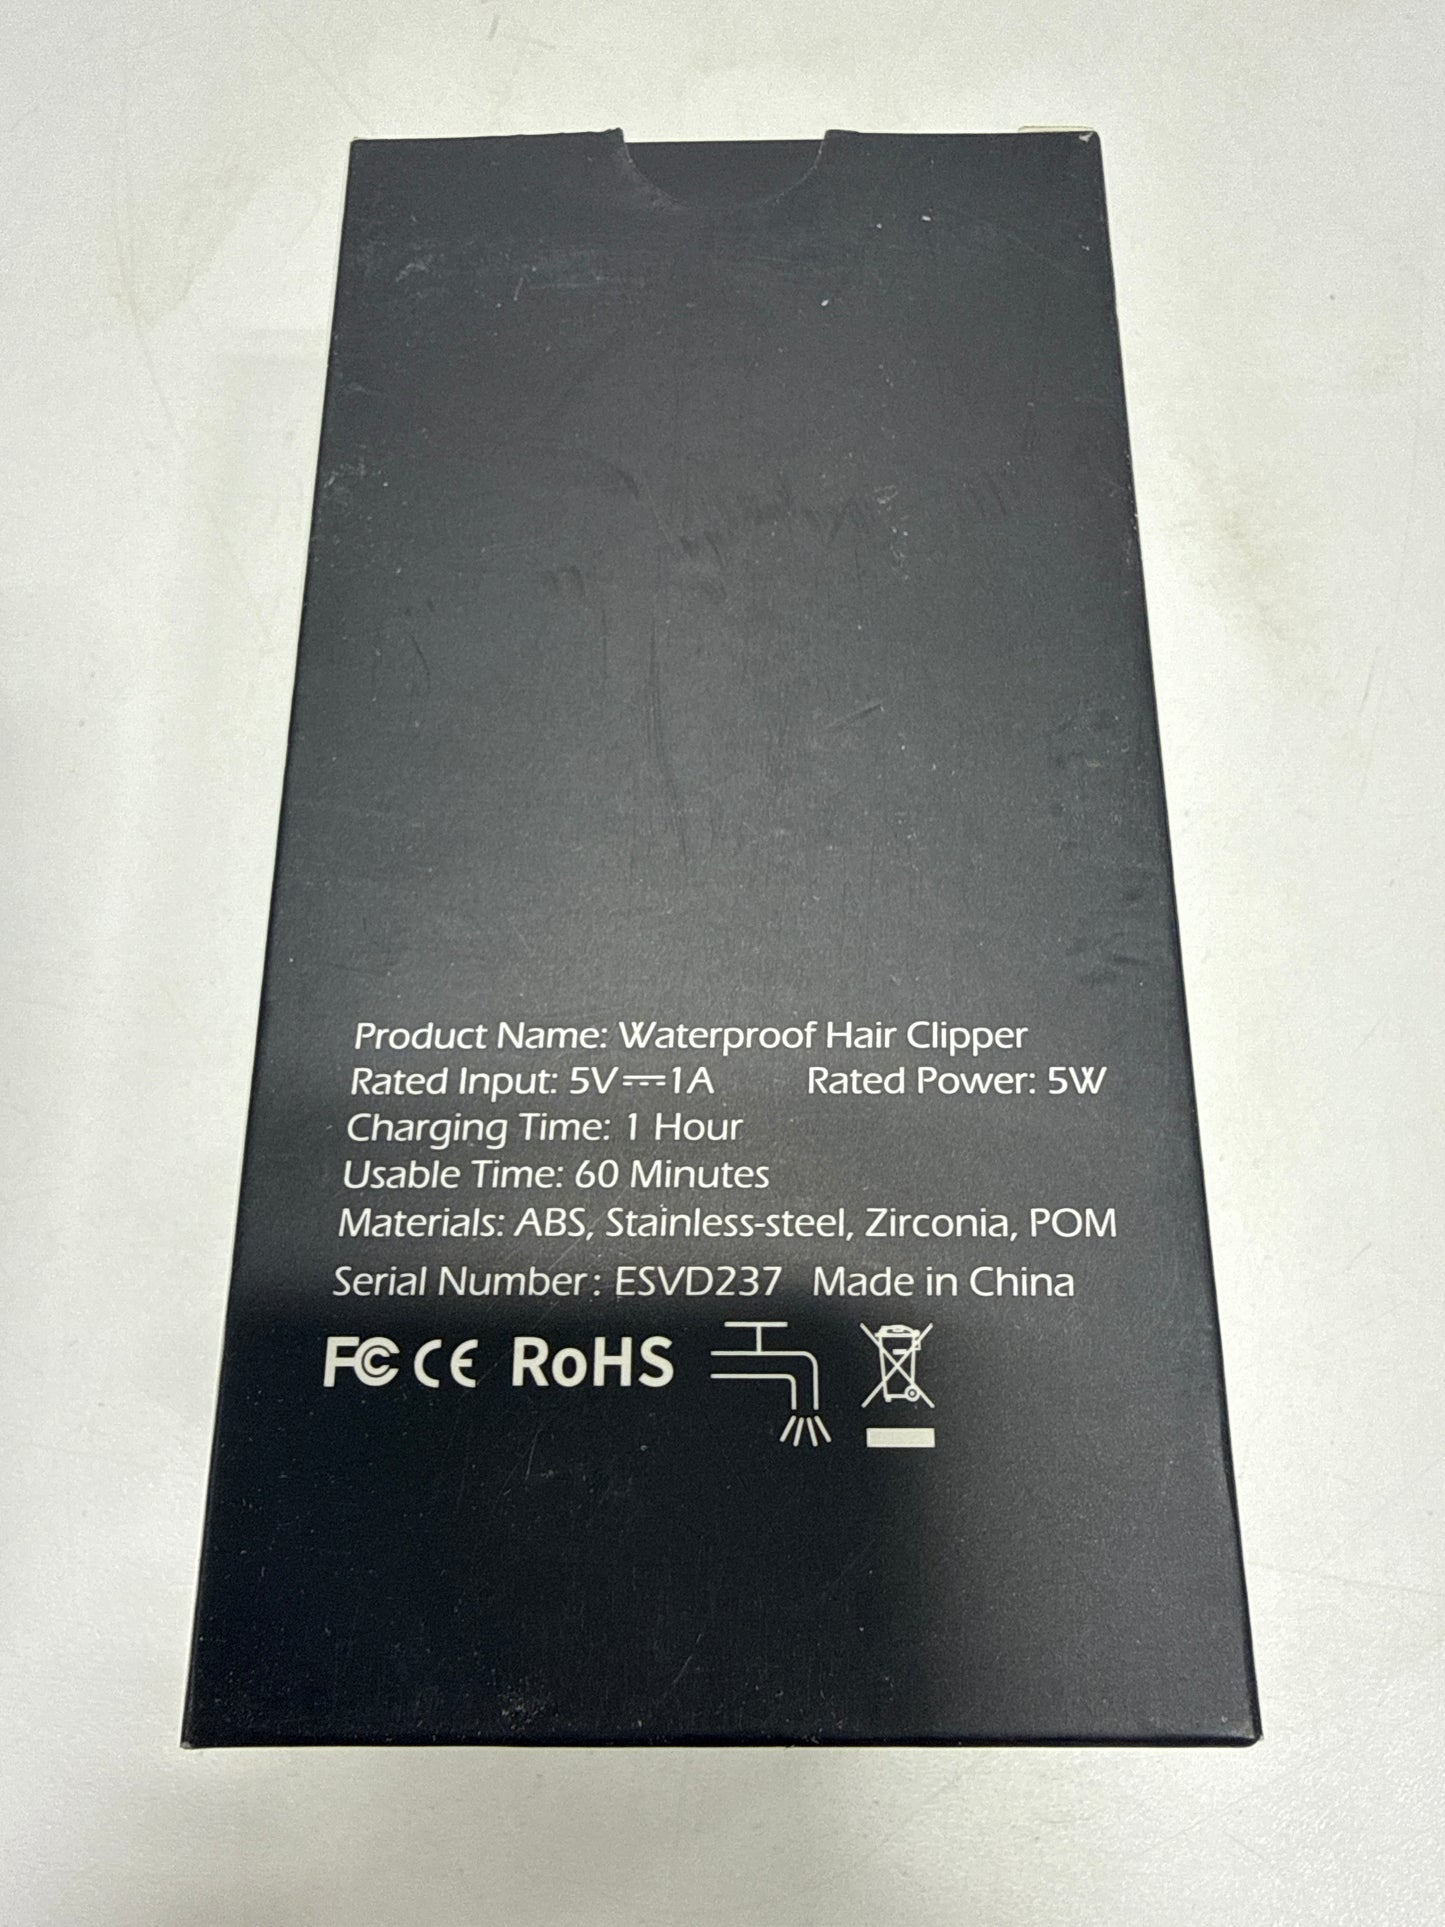 Product Name: Waterproof Hair Clipper
Rated Input: 5V⎓1A Rated Power: 5W
Charging Time: 1 Hour
Usable Time: 60 Minutes
Materials: ABS, Stainless-steel, Zirconia, POM
Serial Number: ESVD237 Made in China
FC CE RoHS